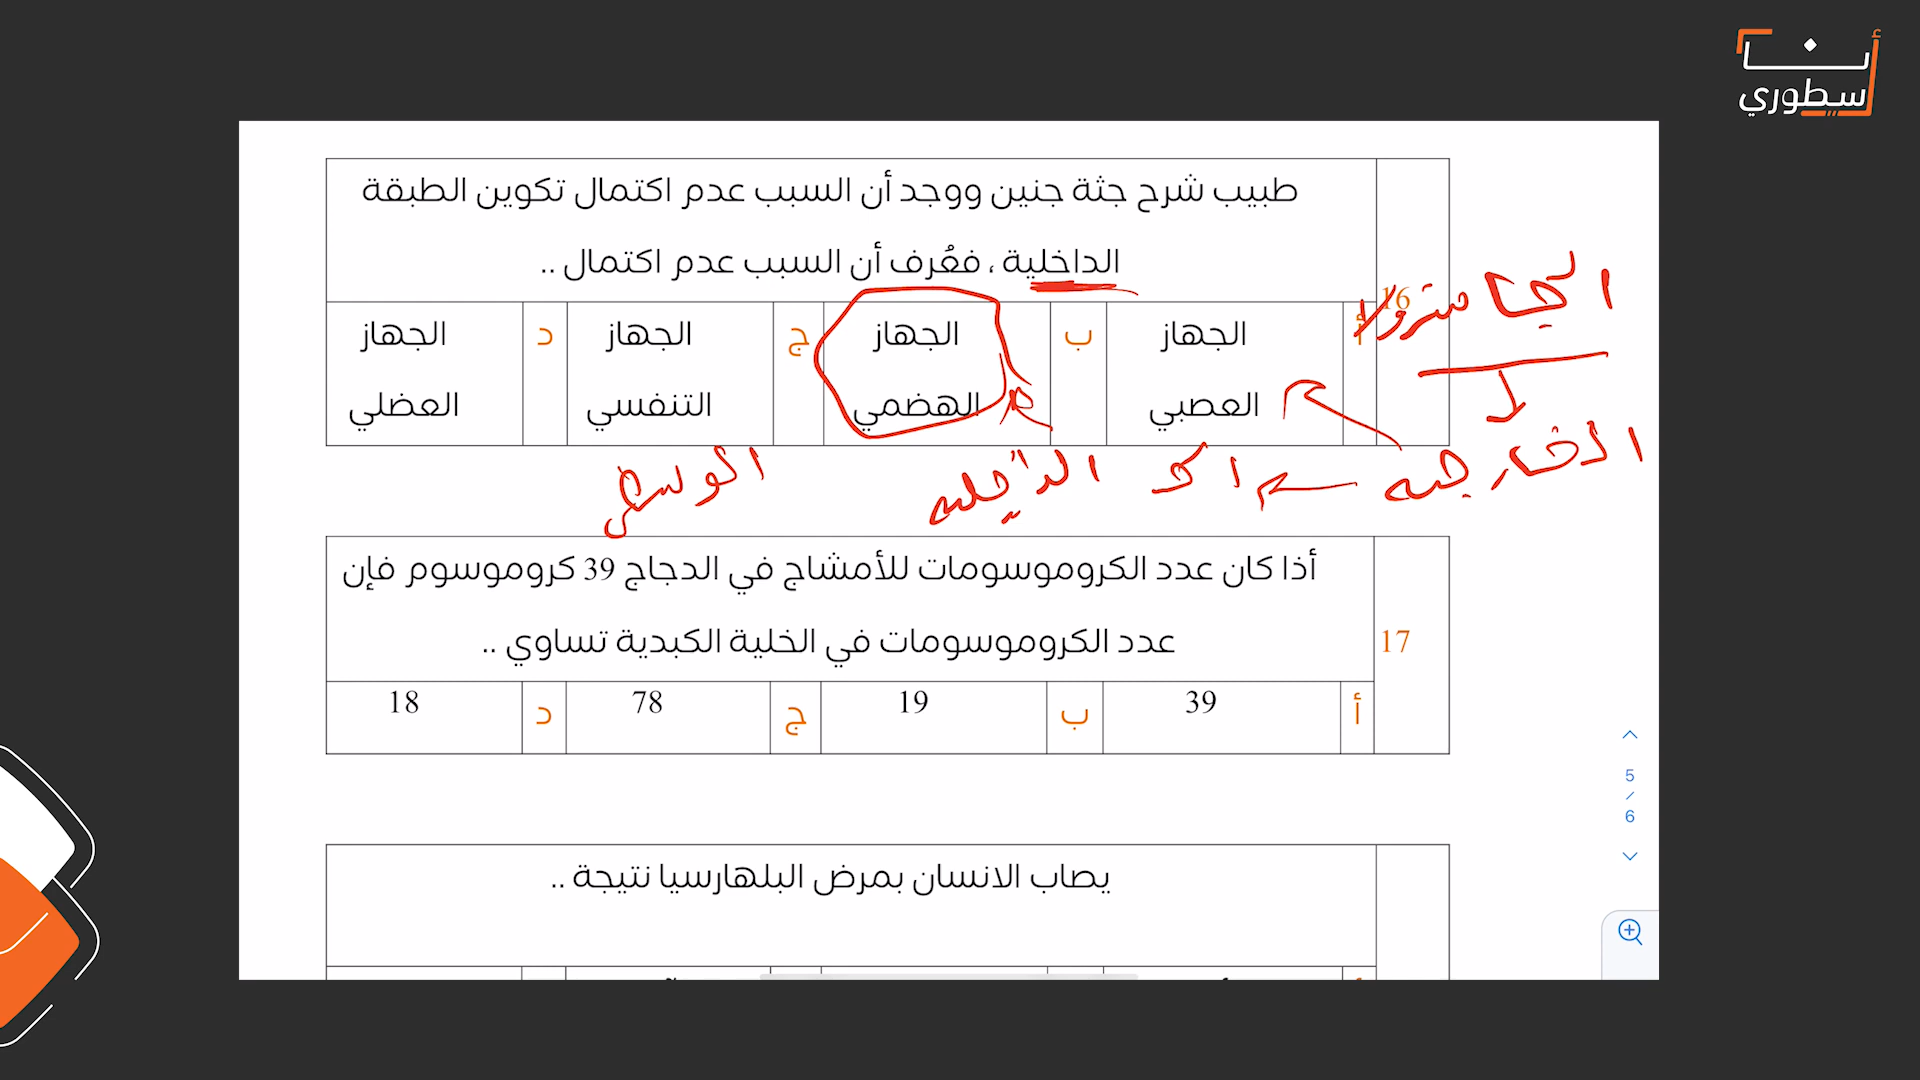 أنا
أسطوري
طبيب شرح جثة جنين ووجد أن السبب عدم اكتمال تكوين الطبقة
الداخلية ، فعُرف أن السبب عدم اكتمال ..
16
أ الجهاز العصبي ب الجهاز الهضمي ج الجهاز التنفسي د الجهاز العضلي
الجاسترولا
الخارجية
الداخلية
الوسطى
أذا كان عدد الكروموسومات للأمشاج في الدجاج 39 كروموسوم فإن
عدد الكروموسومات في الخلية الكبدية تساوي ..
17
أ 39 ب 19 ج 78 د 18
5
/
6
يصاب الانسان بمرض البلهارسيا نتيجة ..